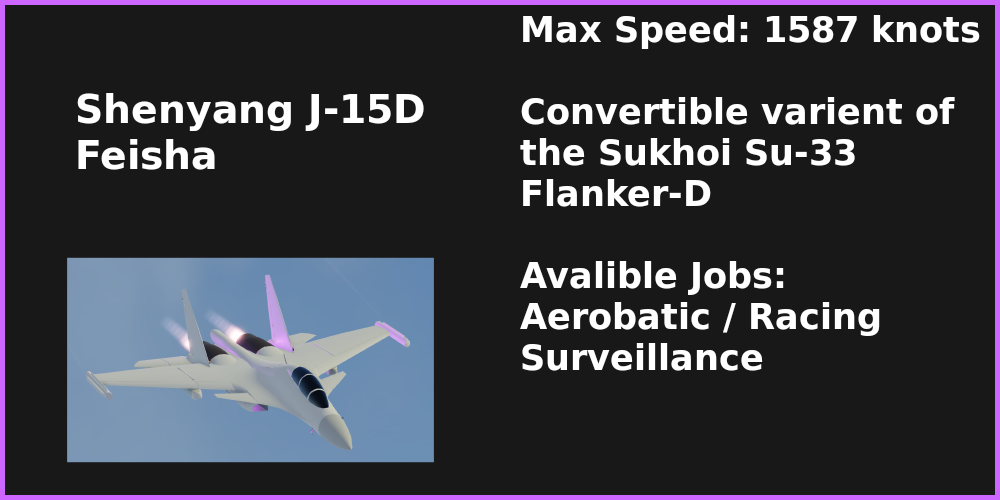 Shenyang J-15D
Feisha
Max Speed: 1587 knots
Convertible varient of
the Sukhoi Su-33
Flanker-D
Avalible Jobs:
Aerobatic / Racing
Surveillance